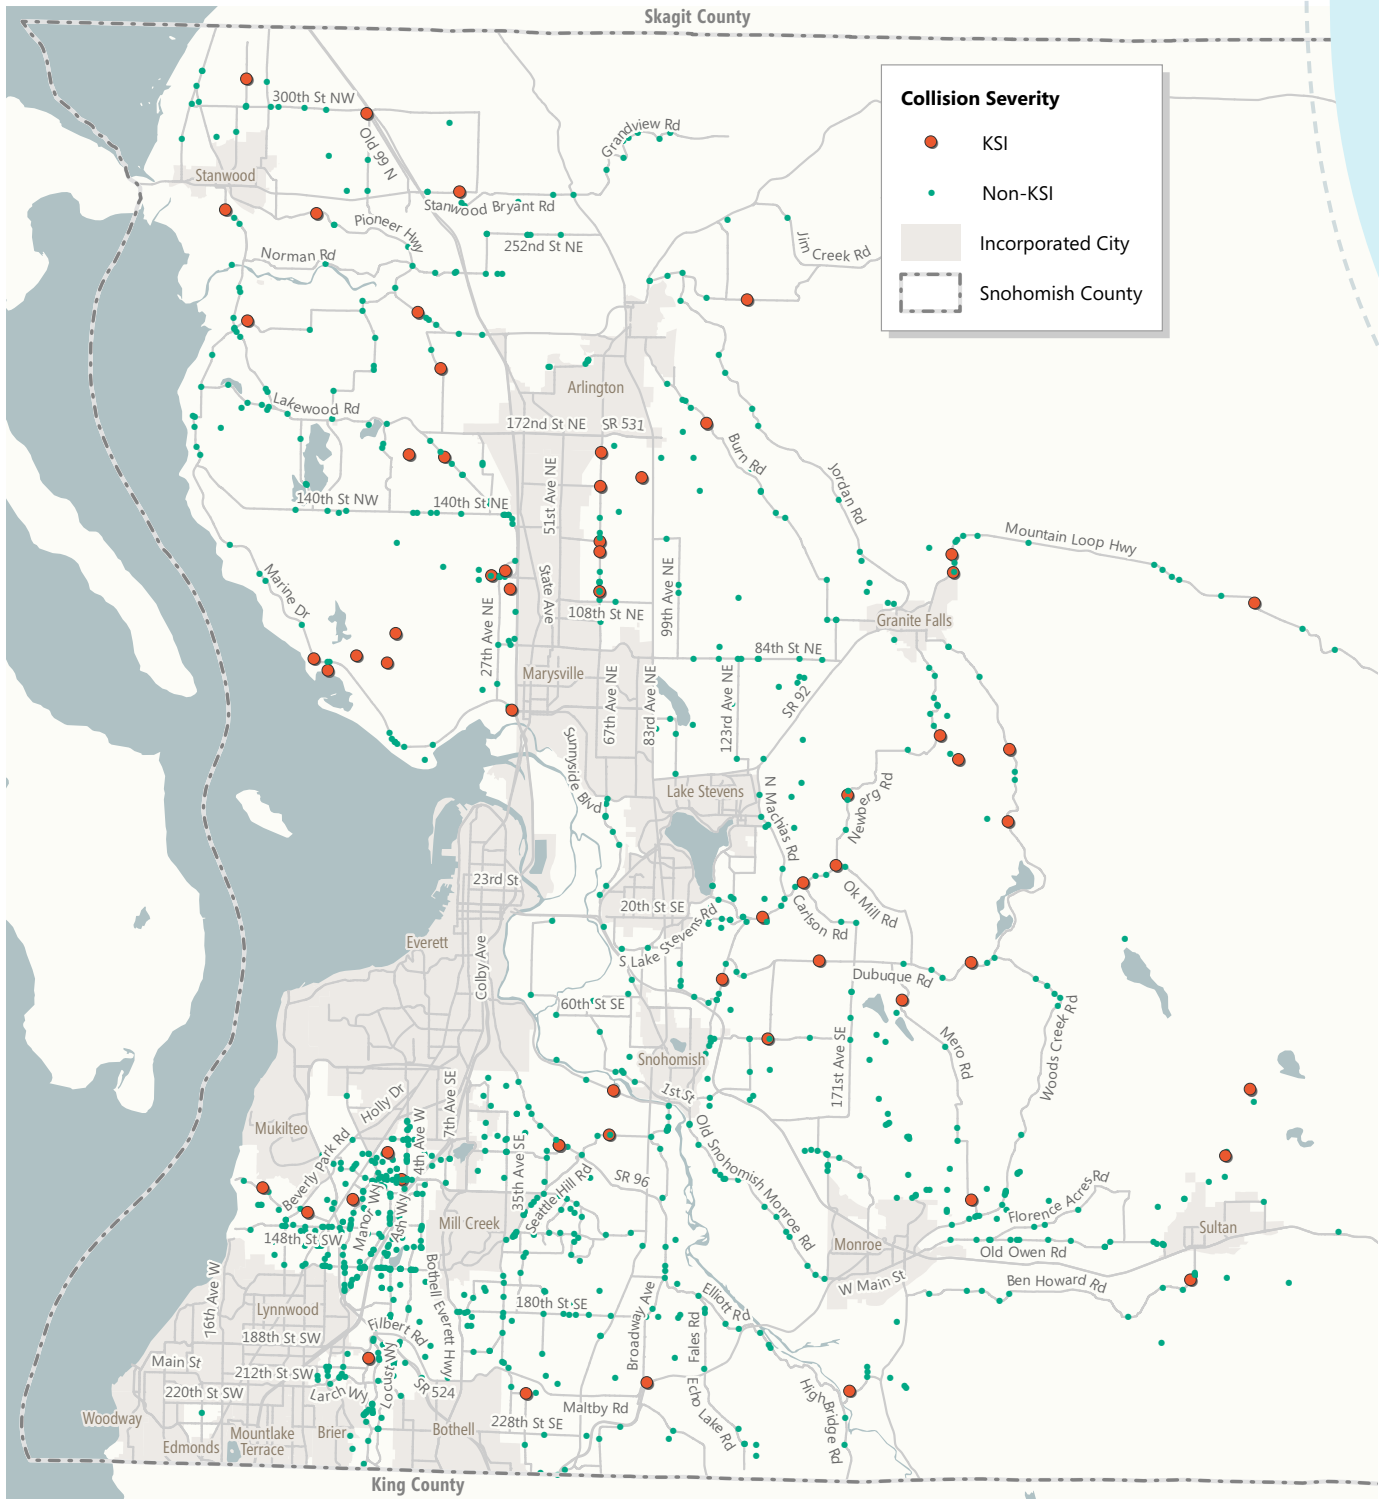 Skagit County
Collision Severity
KSI
Non-KSI
Incorporated City
Snohomish County
300th St NW
Old 99 N
Grandview Rd
Stanwood
Stanwood Bryant Rd
Pioneer Hwy
252nd St NE
Jim Creek Rd
Norman Rd
Arlington
Lakewood Rd
172nd St NE
SR 531
Burn Rd
Jordan Rd
140th St NW
140th St NE
51st Ave NE
Mountain Loop Hwy
Marine Dr
State Ave
99th Ave NE
108th St NE
27th Ave NE
Granite Falls
84th St NE
Marysville
67th Ave NE
83rd Ave NE
123rd Ave NE
SR 92
Sunnyside Blvd
Lake Stevens
N Machias Rd
Newberg Rd
23rd St
20th St SE
Ok Mill Rd
Carlson Rd
S Lake Stevens Rd
Everett
Colby Ave
Dubuque Rd
60th St SE
Woods Creek Rd
Mero Rd
171st Ave SE
Snohomish
1st St
Holly Dr
7th Ave SE
Mukilteo
4th Ave W
Beverly Park Rd
35th Ave SE
Old Snohomish Monroe Rd
SR 96
Seattle Hill Rd
Manor Wy
Ash Wy
Mill Creek
Florence Acres Rd
Sultan
148th St SW
Monroe
Old Owen Rd
Ben Howard Rd
W Main St
76th Ave W
Bothell Everett Hwy
Lynnwood
180th St SE
Elliott Rd
Broadway Ave
Fales Rd
Filbert Rd
188th St SW
Locust Wy
Main St
212th St SW
220th St SW
Larch Wy
SR 524
Maltby Rd
Echo Lake Rd
High Bridge Rd
Woodway
228th St SE
Edmonds
Mountlake
Terrace
Brier
Bothell
King County